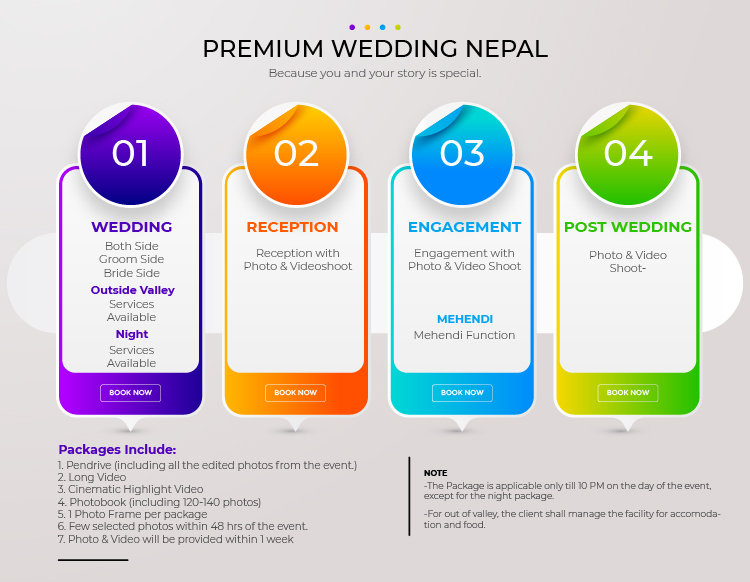 PREMIUM WEDDING NEPAL
Because you and your story is special.
01
WEDDING
Both Side
Groom Side
Bride Side
Outside Valley
Services
Available
Night
Services
Available
BOOK NOW
02
RECEPTION
Reception with
Photo & Videoshoot
BOOK NOW
03
ENGAGEMENT
Engagement with
Photo & Video Shoot
MEHENDI
Mehendi Function
BOOK NOW
04
POST WEDDING
Photo & Video
Shoot-
BOOK NOW
Packages Include:
1. Pendrive (including all the edited photos from the event.)
2. Long Video
3. Cinematic Highlight Video
4. Photobook (including 120-140 photos)
5. 1 Photo Frame per package
6. Few selected photos within 48 hrs of the event.
7. Photo & Video will be provided within 1 week
NOTE
-The Package is applicable only till 10 PM on the day of the event,
except for the night package.
-For out of valley, the client shall manage the facility for accomoda-
tion and food.